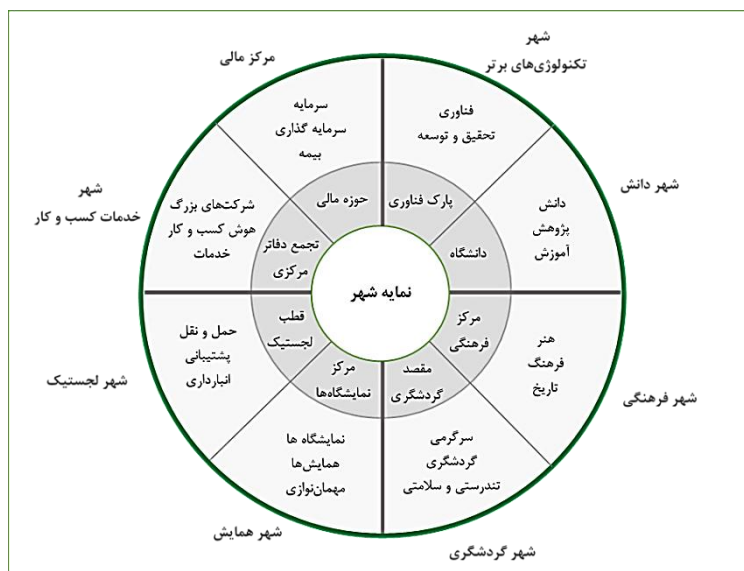 شهر
تکنولوژی‌های برتر
مرکز مالی
فناوری
تحقیق و توسعه
سرمایه
سرمایه گذاری
بیمه
شهر دانش
دانش
پژوهش
آموزش
پارک فناوری
حوزه مالی
شهر
خدمات کسب و کار
شرکت‌های بزرگ
هوش کسب و کار
خدمات
تجمع دفاتر
مرکزی
دانشگاه
نمایه شهر
مرکز
فرهنگی
قطب
لجستیک
هنر
فرهنگ
تاریخ
شهر فرهنگی
حمل و نقل
پشتیبانی
انبارداری
شهر لجستیک
مقصد
گردشگری
مرکز
نمایشگاه‌ها
سرگرمی
گردشگری
تندرستی و سلامتی
نمایشگاه ها
همایش‌ها
مهمان‌نوازی
شهر گردشگری
شهر همایش